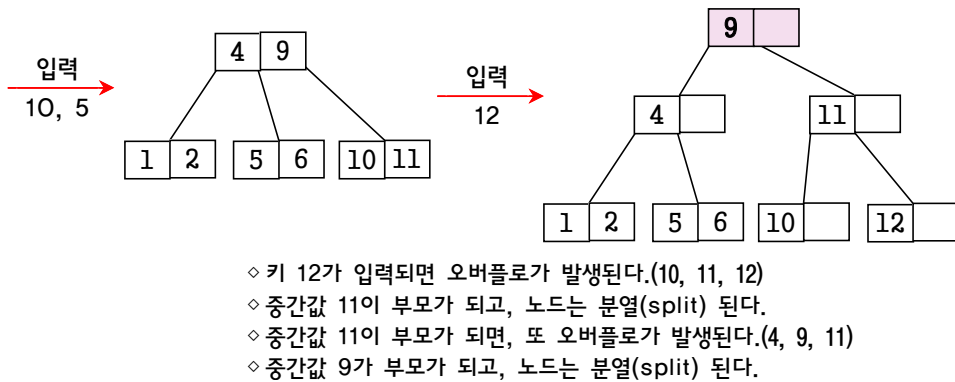 입력
10, 5
4 9
1 2 5 6 10 11
입력
12
9
4 11
1 2 5 6 10 12
◇ 키 12가 입력되면 오버플로가 발생된다.(10, 11, 12)
◇ 중간값 11이 부모가 되고, 노드는 분열(split) 된다.
◇ 중간값 11이 부모가 되면, 또 오버플로가 발생된다.(4, 9, 11)
◇ 중간값 9가 부모가 되고, 노드는 분열(split) 된다.